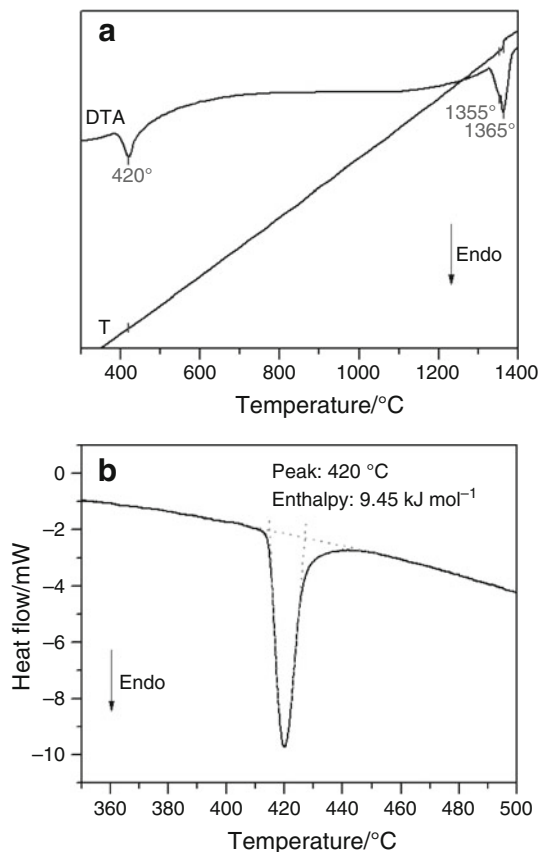 a
DTA
420°
1355°
1365°
Endo
T
400 600 800 1000 1200 1400
Temperature/°C
b
Peak: 420 °C
Enthalpy: 9.45 kJ mol⁻¹
0
−2
−4
−6
−8
−10
Heat flow/mW
Endo
360 380 400 420 440 460 480 500
Temperature/°C